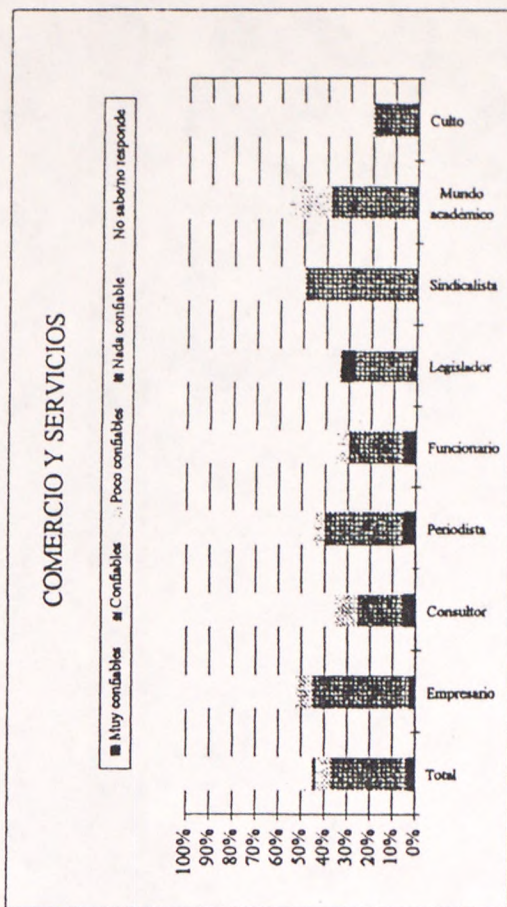 COMERCIO Y SERVICIOS
Muy confiables Confiables Poco confiables Nada confiable No sabe/no responde
100%
90%
80%
70%
60%
50%
40%
30%
20%
10%
0%
Total
Empresario
Consultor
Periodista
Funcionario
Legislador
Sindicalista
Mundo
académico
Culto